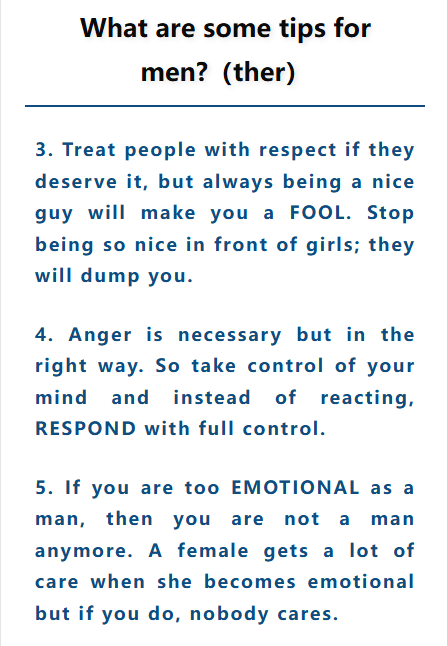 What are some tips for
men? (ther)
3. Treat people with respect if they
deserve it, but always being a nice
guy will make you a FOOL. Stop
being so nice in front of girls; they
will dump you.
4. Anger is necessary but in the
right way. So take control of your
mind and instead of reacting,
RESPOND with full control.
5. If you are too EMOTIONAL as a
man, then you are not a man
anymore. A female gets a lot of
care when she becomes emotional
but if you do, nobody cares.